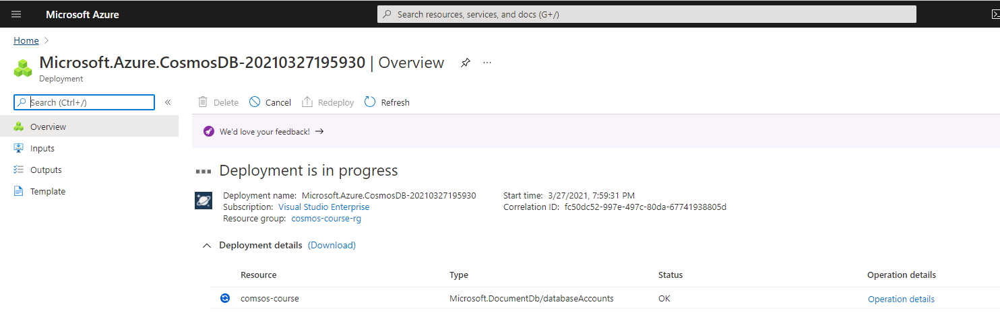 Microsoft Azure
Search resources, services, and docs (G+/)
Home
Microsoft.Azure.CosmosDB-20210327195930 | Overview
Deployment
Search (Ctrl+/)
Delete Cancel Redeploy Refresh
We'd love your feedback!
Overview
Inputs
Outputs
Template
Deployment is in progress
Deployment name: Microsoft.Azure.CosmosDB-20210327195930 Start time: 3/27/2021, 7:59:31 PM
Subscription: Visual Studio Enterprise Correlation ID: fc50dc52-997e-497c-80da-67741938805d
Resource group: cosmos-course-rg
Deployment details (Download)
Resource Type Status Operation details
comsos-course Microsoft.DocumentDb/databaseAccounts OK Operation details